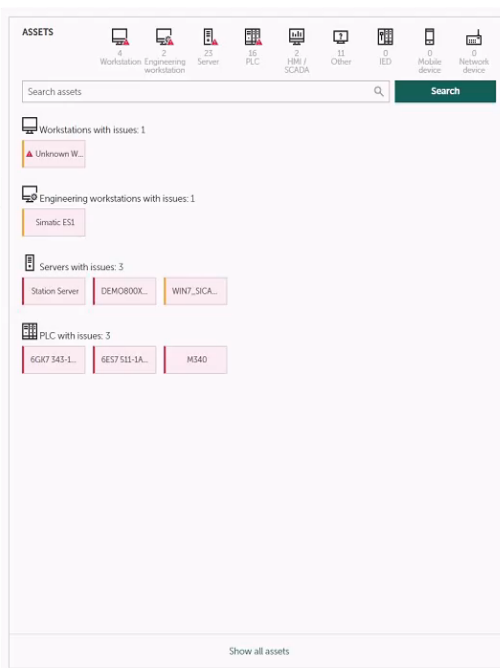 ASSETS
4 2 23 16 2 11 0 0 0
Workstation Engineering workstation Server PLC HMI / SCADA Other IED Mobile device Network device
Search assets
Search
Workstations with issues: 1
Unknown W...
Engineering workstations with issues: 1
Simatic ES1
Servers with issues: 3
Station Server DEMO800X... WIN7_SICA...
PLC with issues: 3
6GK7 343-1... 6ES7 511-1A... M340
Show all assets